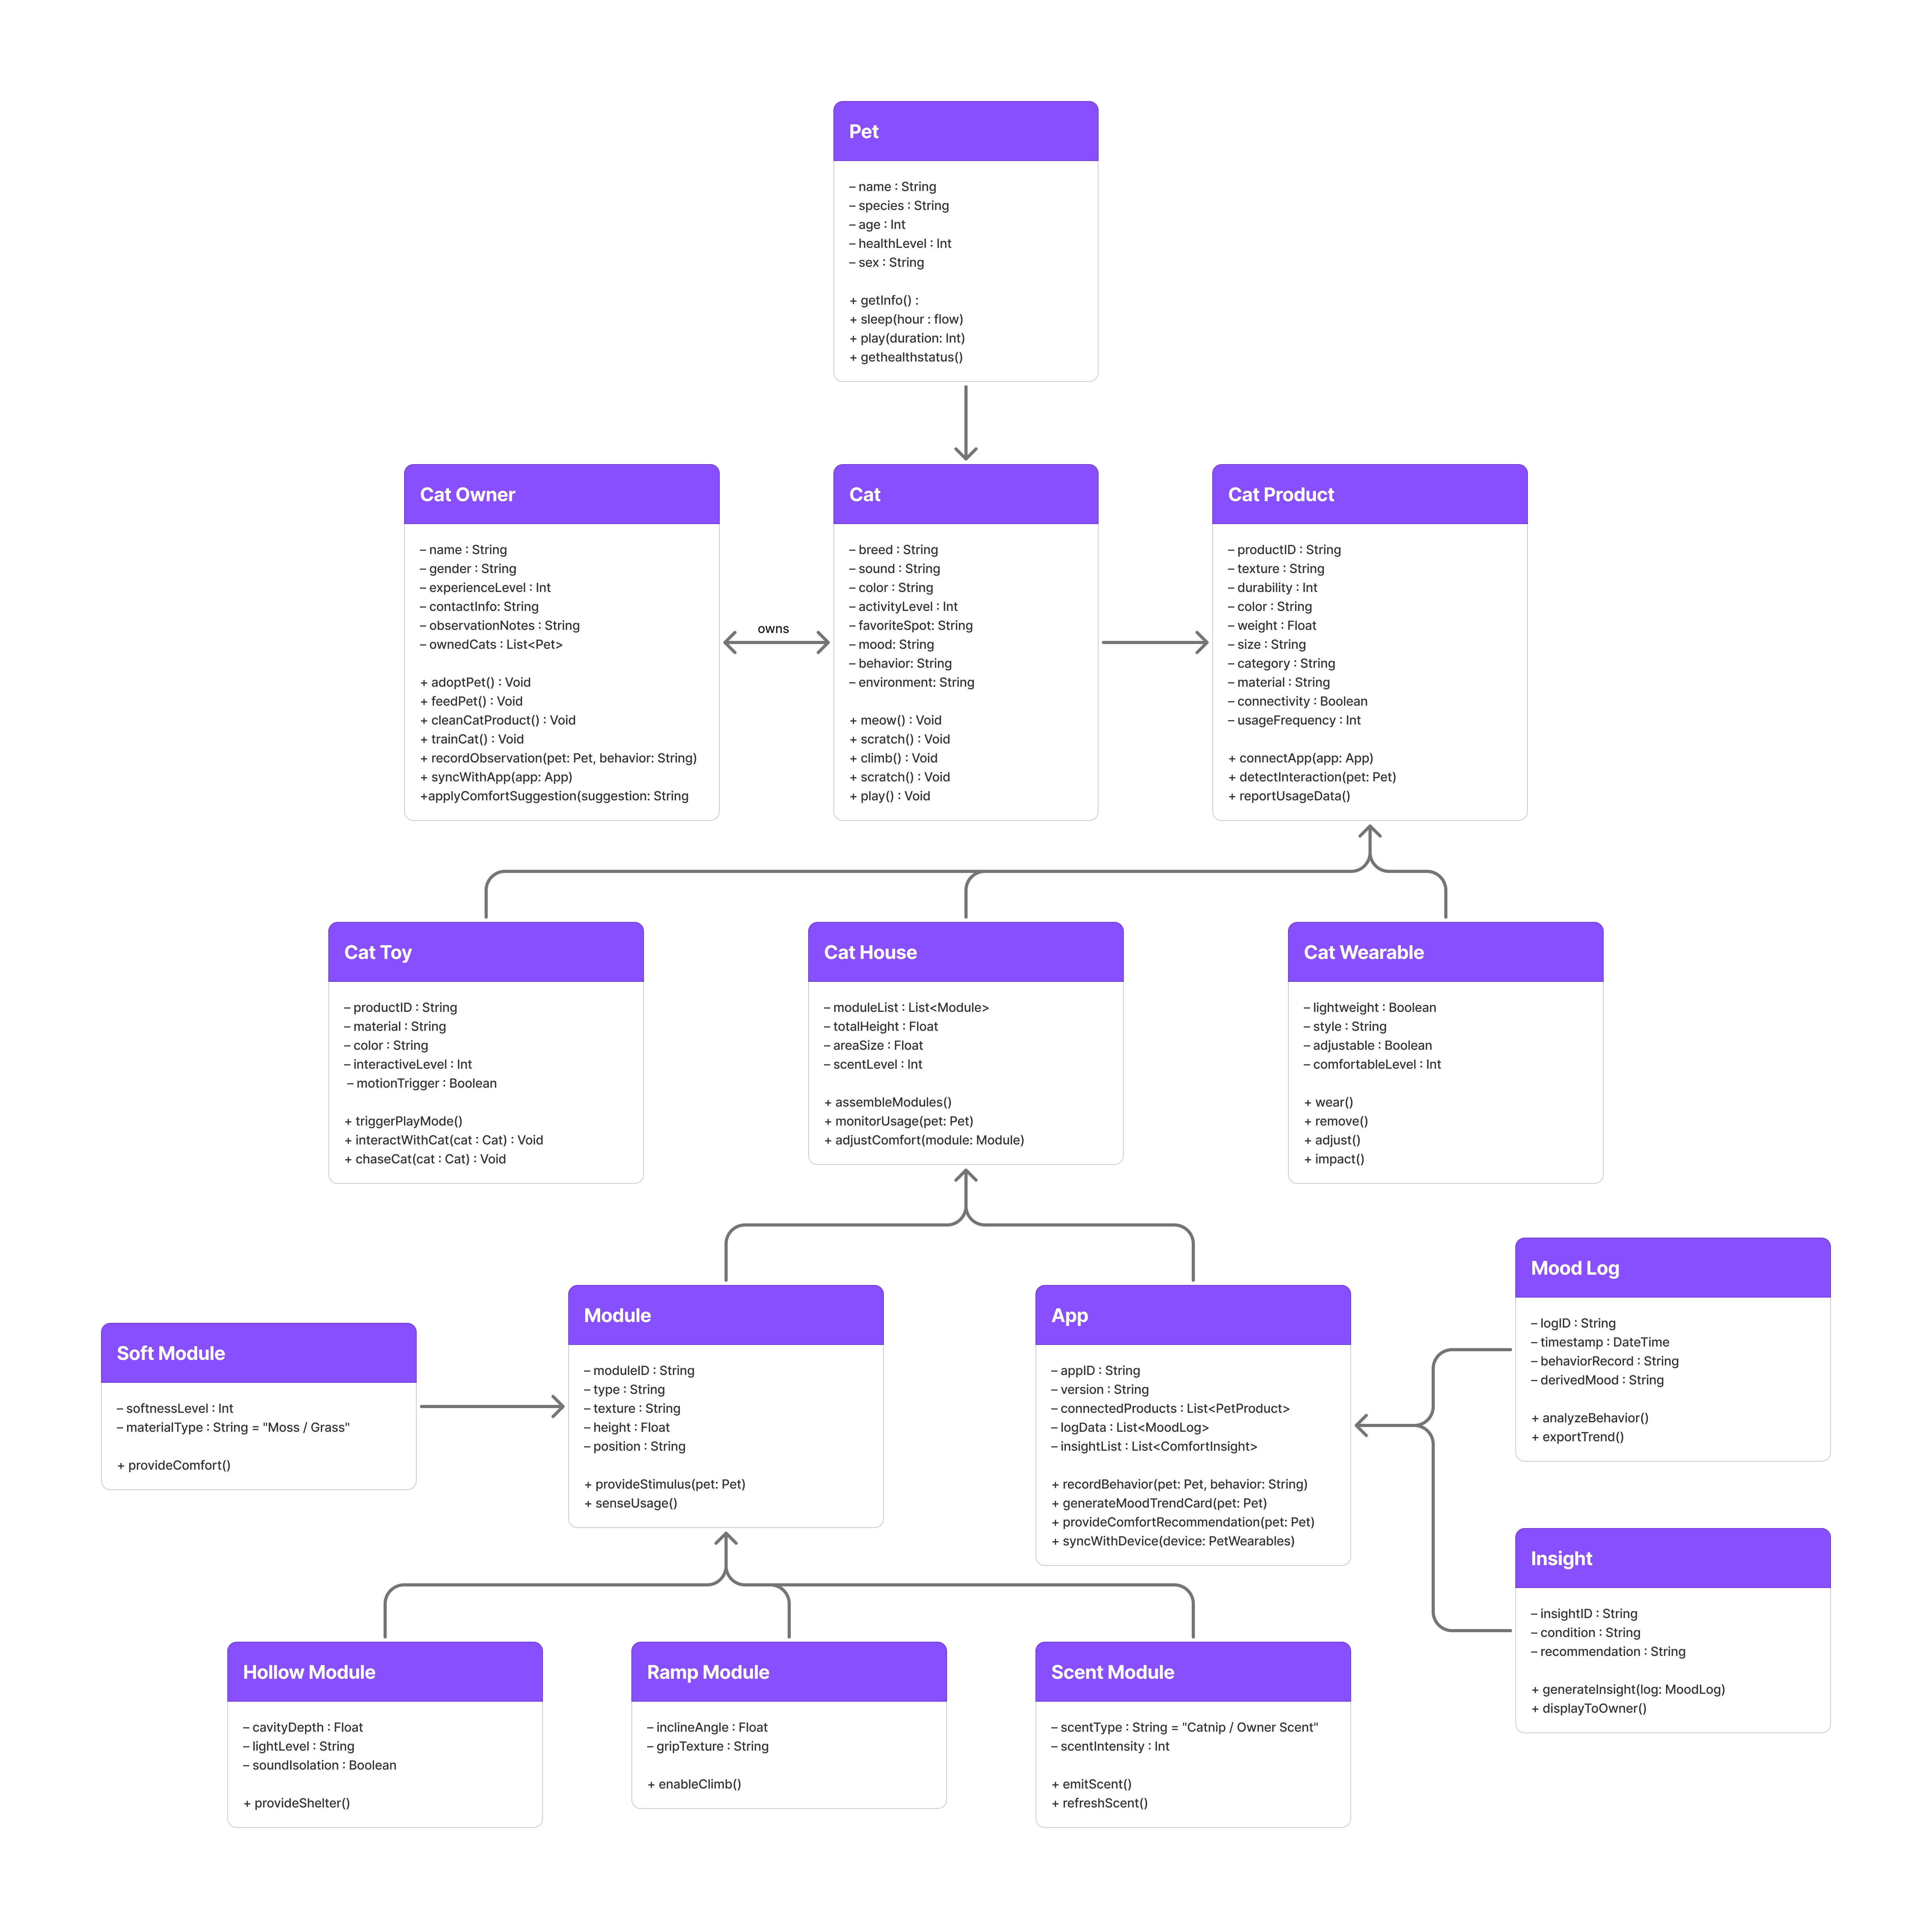 Pet
– name : String
– species : String
– age : Int
– healthLevel : Int
– sex : String
+ getInfo() :
+ sleep(hour : flow)
+ play(duration: Int)
+ gethealthstatus()
Cat Owner
– name : String
– gender : String
– experienceLevel : Int
– contactInfo: String
– observationNotes : String
– ownedCats : List<Pet>
+ adoptPet() : Void
+ feedPet() : Void
+ cleanCatProduct() : Void
+ trainCat() : Void
+ recordObservation(pet: Pet, behavior: String)
+ syncWithApp(app: App)
+applyComfortSuggestion(suggestion: String
owns
Cat
– breed : String
– sound : String
– color : String
– activityLevel : Int
– favoriteSpot: String
– mood: String
– behavior: String
– environment: String
+ meow() : Void
+ scratch() : Void
+ climb() : Void
+ scratch() : Void
+ play() : Void
Cat Product
– productID : String
– texture : String
– durability : Int
– color : String
– weight : Float
– size : String
– category : String
– material : String
– connectivity : Boolean
– usageFrequency : Int
+ connectApp(app: App)
+ detectInteraction(pet: Pet)
+ reportUsageData()
Cat Toy
– productID : String
– material : String
– color : String
– interactiveLevel : Int
– motionTrigger : Boolean
+ triggerPlayMode()
+ interactWithCat(cat : Cat) : Void
+ chaseCat(cat : Cat) : Void
Cat House
– moduleList : List<Module>
– totalHeight : Float
– areaSize : Float
– scentLevel : Int
+ assembleModules()
+ monitorUsage(pet: Pet)
+ adjustComfort(module: Module)
Cat Wearable
– lightweight : Boolean
– style : String
– adjustable : Boolean
– comfortableLevel : Int
+ wear()
+ remove()
+ adjust()
+ impact()
Soft Module
– softnessLevel : Int
– materialType : String = "Moss / Grass"
+ provideComfort()
Module
– moduleID : String
– type : String
– texture : String
– height : Float
– position : String
+ provideStimulus(pet: Pet)
+ senseUsage()
App
– appID : String
– version : String
– connectedProducts : List<PetProduct>
– logData : List<MoodLog>
– insightList : List<ComfortInsight>
+ recordBehavior(pet: Pet, behavior: String)
+ generateMoodTrendCard(pet: Pet)
+ provideComfortRecommendation(pet: Pet)
+ syncWithDevice(device: PetWearables)
Mood Log
– logID : String
– timestamp : DateTime
– behaviorRecord : String
– derivedMood : String
+ analyzeBehavior()
+ exportTrend()
Insight
– insightID : String
– condition : String
– recommendation : String
+ generateInsight(log: MoodLog)
+ displayToOwner()
Hollow Module
– cavityDepth : Float
– lightLevel : String
– soundIsolation : Boolean
+ provideShelter()
Ramp Module
– inclineAngle : Float
– gripTexture : String
+ enableClimb()
Scent Module
– scentType : String = "Catnip / Owner Scent"
– scentIntensity : Int
+ emitScent()
+ refreshScent()